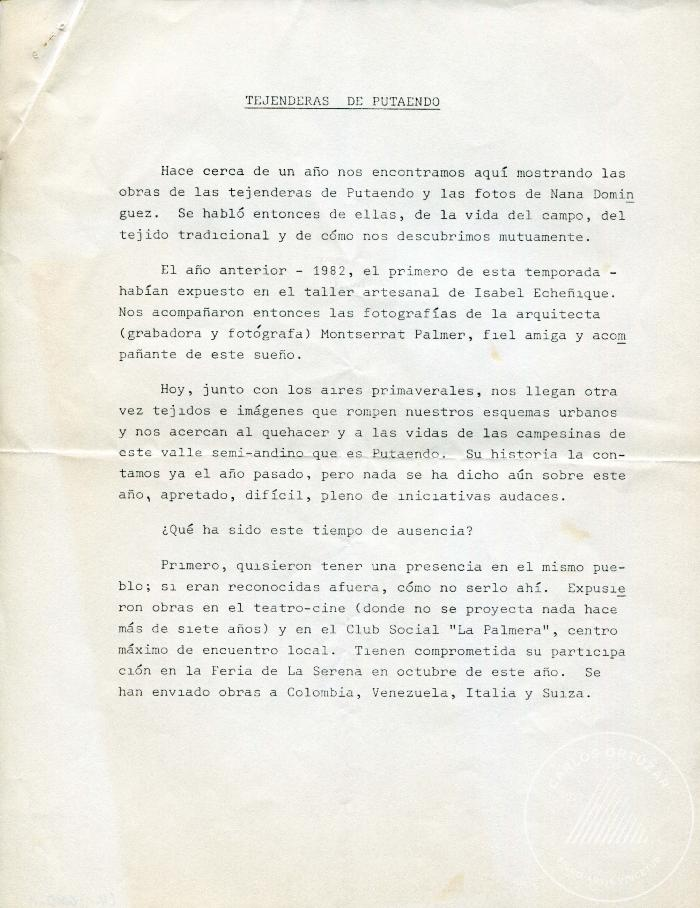 TEJENDERAS DE PUTAENDO
Hace cerca de un año nos encontramos aquí mostrando las
obras de las tejenderas de Putaendo y las fotos de Nana Domin
guez. Se habló entonces de ellas, de la vida del campo, del
tejido tradicional y de cómo nos descubrimos mutuamente.
El año anterior - 1982, el primero de esta temporada -
habían expuesto en el taller artesanal de Isabel Echeñique.
Nos acompañaron entonces las fotografías de la arquitecta
(grabadora y fotógrafa) Montserrat Palmer, fiel amiga y acom
pañante de este sueño.
Hoy, junto con los aires primaverales, nos llegan otra
vez tejidos e imágenes que rompen nuestros esquemas urbanos
y nos acercan al quehacer y a las vidas de las campesinas de
este valle semi-andino que es Putaendo. Su historia la con-
tamos ya el año pasado, pero nada se ha dicho aún sobre este
año, apretado, difícil, pleno de iniciativas audaces.
¿Qué ha sido este tiempo de ausencia?
Primero, quisieron tener una presencia en el mismo pue-
blo; si eran reconocidas afuera, cómo no serlo ahí. Expusie
ron obras en el teatro-cine (donde no se proyecta nada hace
más de siete años) y en el Club Social "La Palmera", centro
máximo de encuentro local. Tienen comprometida su participa
ción en la Feria de La Serena en octubre de este año. Se
han enviado obras a Colombia, Venezuela, Italia y Suiza.
CARLOS ORTÚZAR